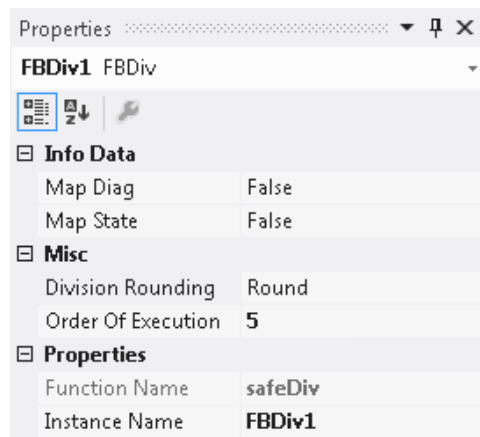 Properties
FBDiv1 FBDiv
Info Data
Map Diag False
Map State False
Misc
Division Rounding Round
Order Of Execution 5
Properties
Function Name safeDiv
Instance Name FBDiv1